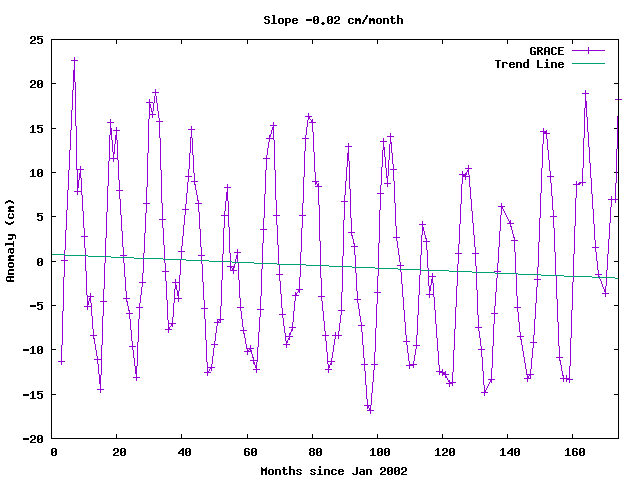 Slope -0.02 cm/month
GRACE
Trend Line
Anomaly (cm)
25
20
15
10
5
0
-5
-10
-15
-20
0 20 40 60 80 100 120 140 160
Months since Jan 2002